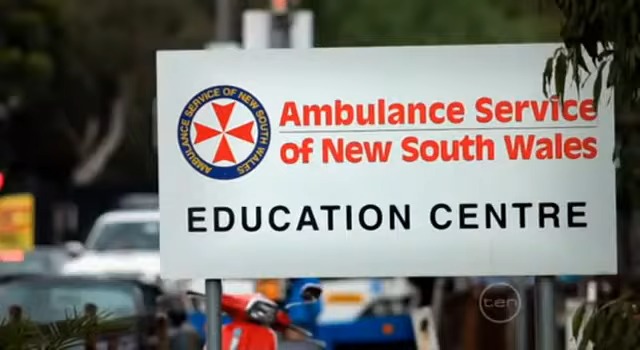 AMBULANCE SERVICE OF NEW SOUTH WALES
Ambulance Service
of New South Wales
EDUCATION CENTRE
ten